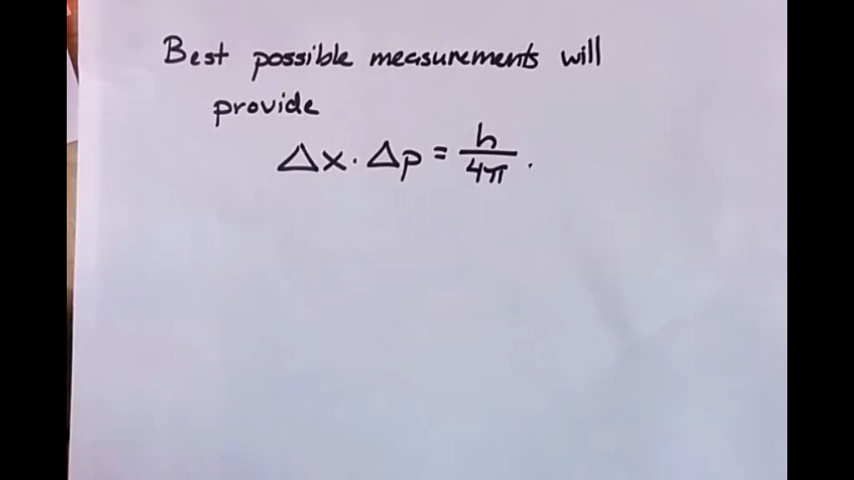 Best possible measurements will
provide
Δx · Δp = h/4π .